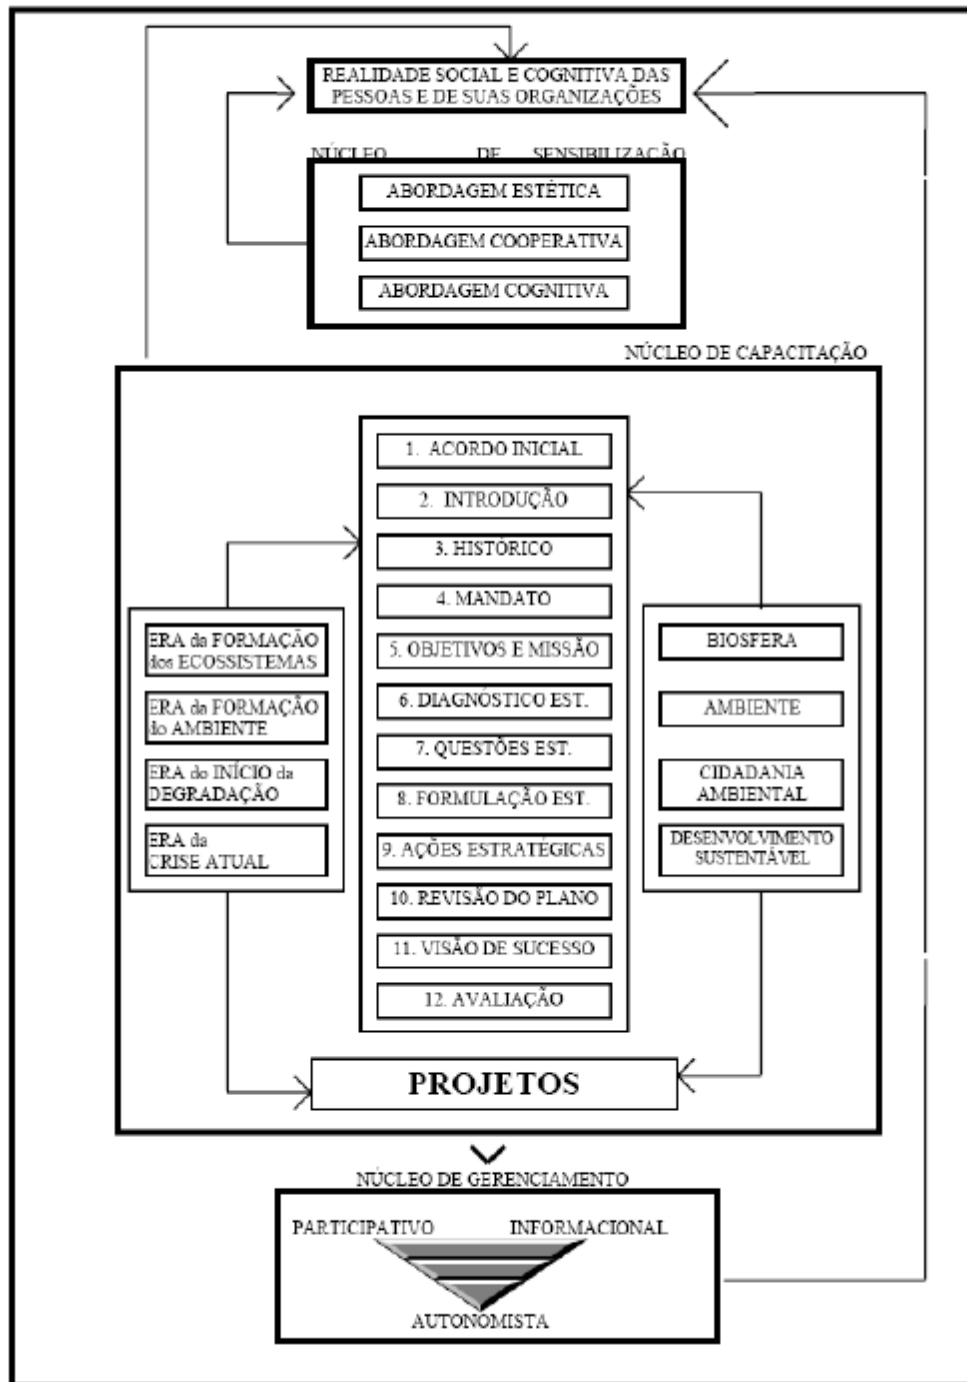 REALIDADE SOCIAL E COGNITIVA DAS
PESSOAS E DE SUAS ORGANIZAÇÕES
NÚCLEO DE SENSIBILIZAÇÃO
ABORDAGEM ESTÉTICA
ABORDAGEM COOPERATIVA
ABORDAGEM COGNITIVA
NÚCLEO DE CAPACITAÇÃO
1. ACORDO INICIAL
2. INTRODUÇÃO
3. HISTÓRICO
4. MANDATO
5. OBJETIVOS E MISSÃO
6. DIAGNÓSTICO EST.
7. QUESTÕES EST.
8. FORMULAÇÃO EST.
9. AÇÕES ESTRATÉGICAS
10. REVISÃO DO PLANO
11. VISÃO DE SUCESSO
12. AVALIAÇÃO
ERA da FORMAÇÃO
dos ECOSSISTEMAS
ERA da FORMAÇÃO
do AMBIENTE
ERA do INÍCIO da
DEGRADAÇÃO
ERA da
CRISE ATUAL
BIOSFERA
AMBIENTE
CIDADANIA
AMBIENTAL
DESENVOLVIMENTO
SUSTENTÁVEL
PROJETOS
NÚCLEO DE GERENCIAMENTO
PARTICIPATIVO INFORMACIONAL
AUTONOMISTA